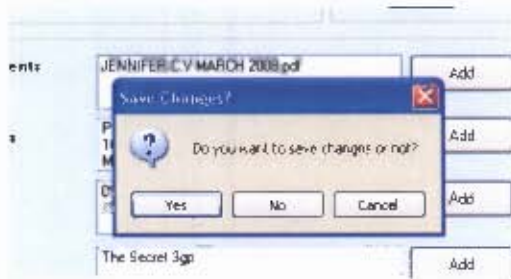 ents
JENNIFER C V MARCH 2008.pdf
Add
Save Changes?
Add
Do you want to save changes or not?
Add
Yes
No
Cancel
The Secret 3gp
Add